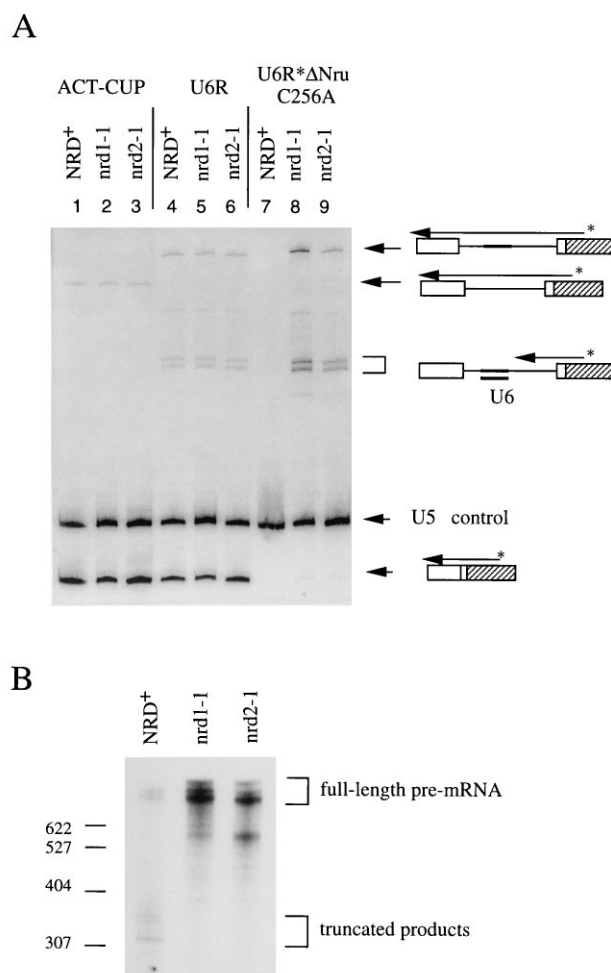 A
ACT-CUP U6R U6R*ΔNru C256A
NRD+ nrd1-1 nrd2-1 NRD+ nrd1-1 nrd2-1 NRD+ nrd1-1 nrd2-1
1 2 3 4 5 6 7 8 9
*
*
*
U6
U5 control
*
B
NRD+ nrd1-1 nrd2-1
full-length pre-mRNA
622
527
404
truncated products
307